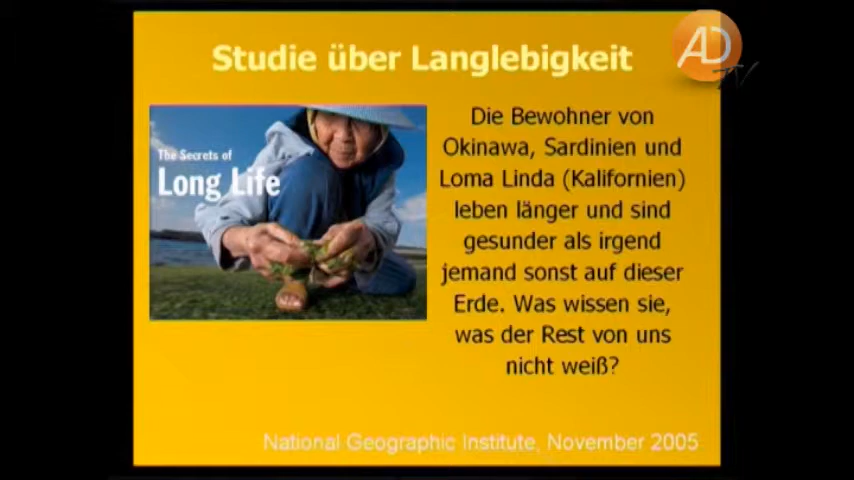 AD
TV
Studie über Langlebigkeit
The Secrets of
Long Life
Die Bewohner von
Okinawa, Sardinien und
Loma Linda (Kalifornien)
leben länger und sind
gesunder als irgend
jemand sonst auf dieser
Erde. Was wissen sie,
was der Rest von uns
nicht weiß?
National Geographic Institute, November 2005